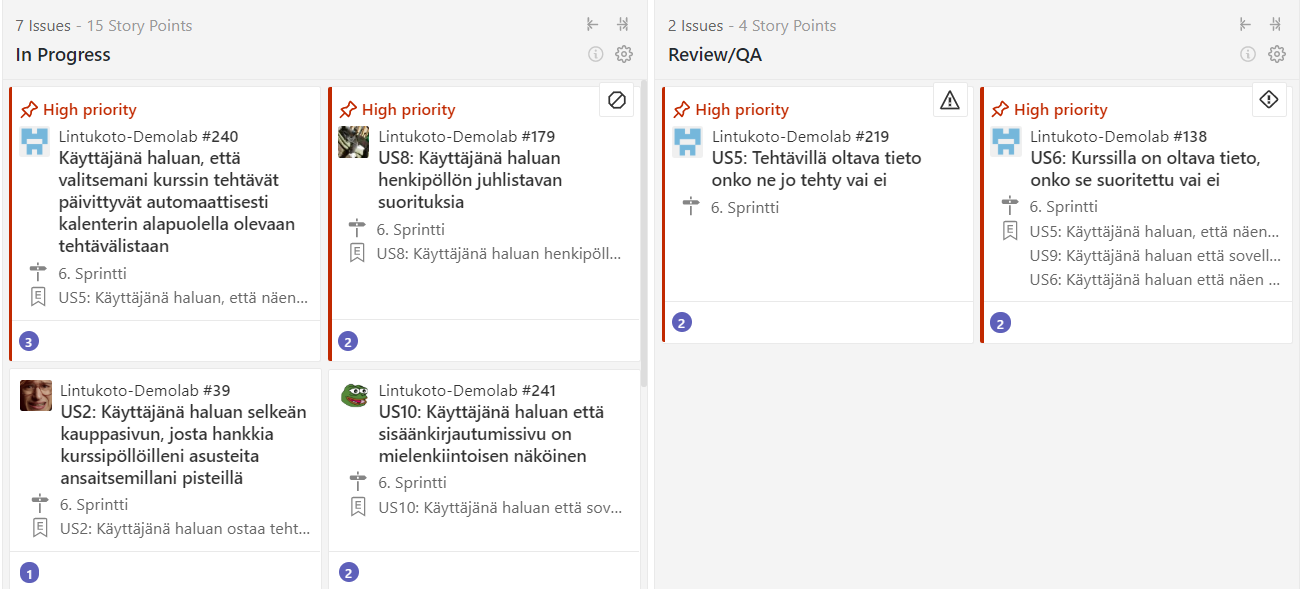 7 Issues - 15 Story Points
In Progress
High priority
Lintukoto-Demolab #240
Käyttäjänä haluan, että
valitsemani kurssin tehtävät
päivittyvät automaattisesti
kalenterin alapuolella olevaan
tehtävälistaan
6. Sprintti
US5: Käyttäjänä haluan, että näen...
3
High priority
Lintukoto-Demolab #179
US8: Käyttäjänä haluan
henkipöllön juhlistavan
suorituksia
6. Sprintti
US8: Käyttäjänä haluan henkipöll...
2
Lintukoto-Demolab #39
US2: Käyttäjänä haluan selkeän
kauppasivun, josta hankkia
kurssipöllöilleni asusteita
ansaitsemillani pisteillä
6. Sprintti
US2: Käyttäjänä haluan ostaa teht...
1
Lintukoto-Demolab #241
US10: Käyttäjänä haluan että
sisäänkirjautumissivu on
mielenkiintoisen näköinen
6. Sprintti
US10: Käyttäjänä haluan että sov...
2
2 Issues - 4 Story Points
Review/QA
High priority
Lintukoto-Demolab #219
US5: Tehtävillä oltava tieto
onko ne jo tehty vai ei
6. Sprintti
2
High priority
Lintukoto-Demolab #138
US6: Kurssilla on oltava tieto,
onko se suoritettu vai ei
6. Sprintti
US5: Käyttäjänä haluan, että näen...
US9: Käyttäjänä haluan että sovell...
US6: Käyttäjänä haluan että näen ...
2